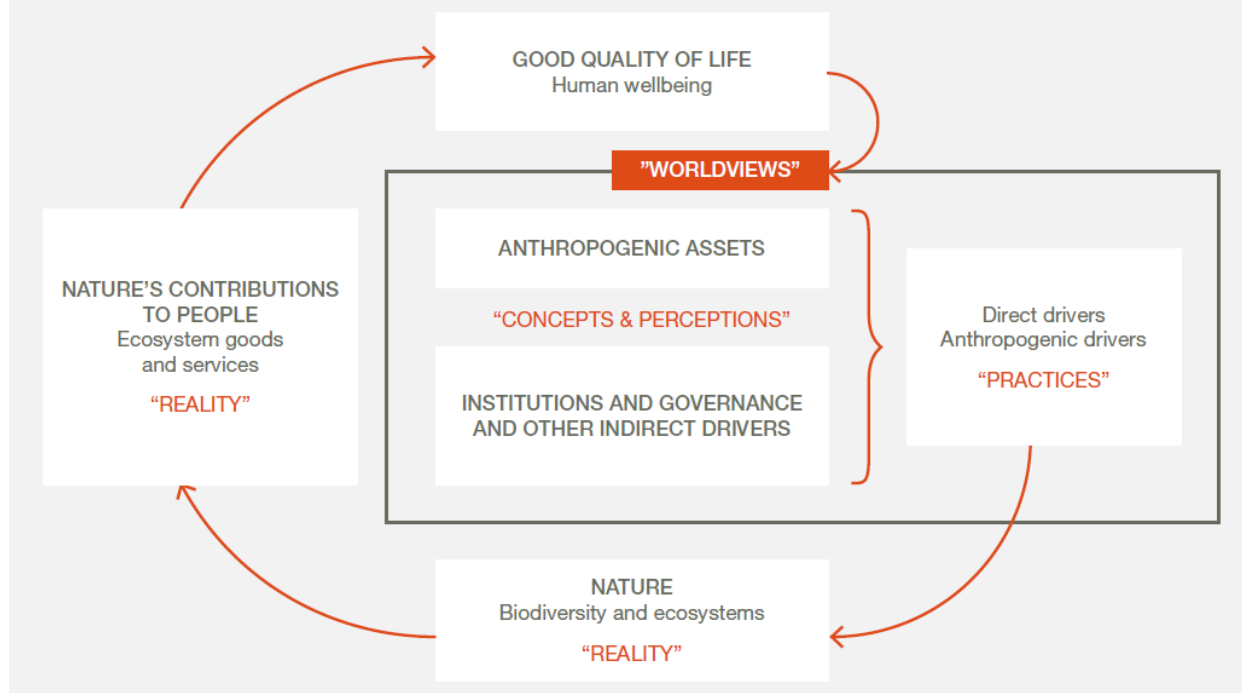 GOOD QUALITY OF LIFE
Human wellbeing
”WORLDVIEWS”
ANTHROPOGENIC ASSETS
“CONCEPTS & PERCEPTIONS”
INSTITUTIONS AND GOVERNANCE
AND OTHER INDIRECT DRIVERS
Direct drivers
Anthropogenic drivers
“PRACTICES”
NATURE’S CONTRIBUTIONS
TO PEOPLE
Ecosystem goods
and services
“REALITY”
NATURE
Biodiversity and ecosystems
“REALITY”